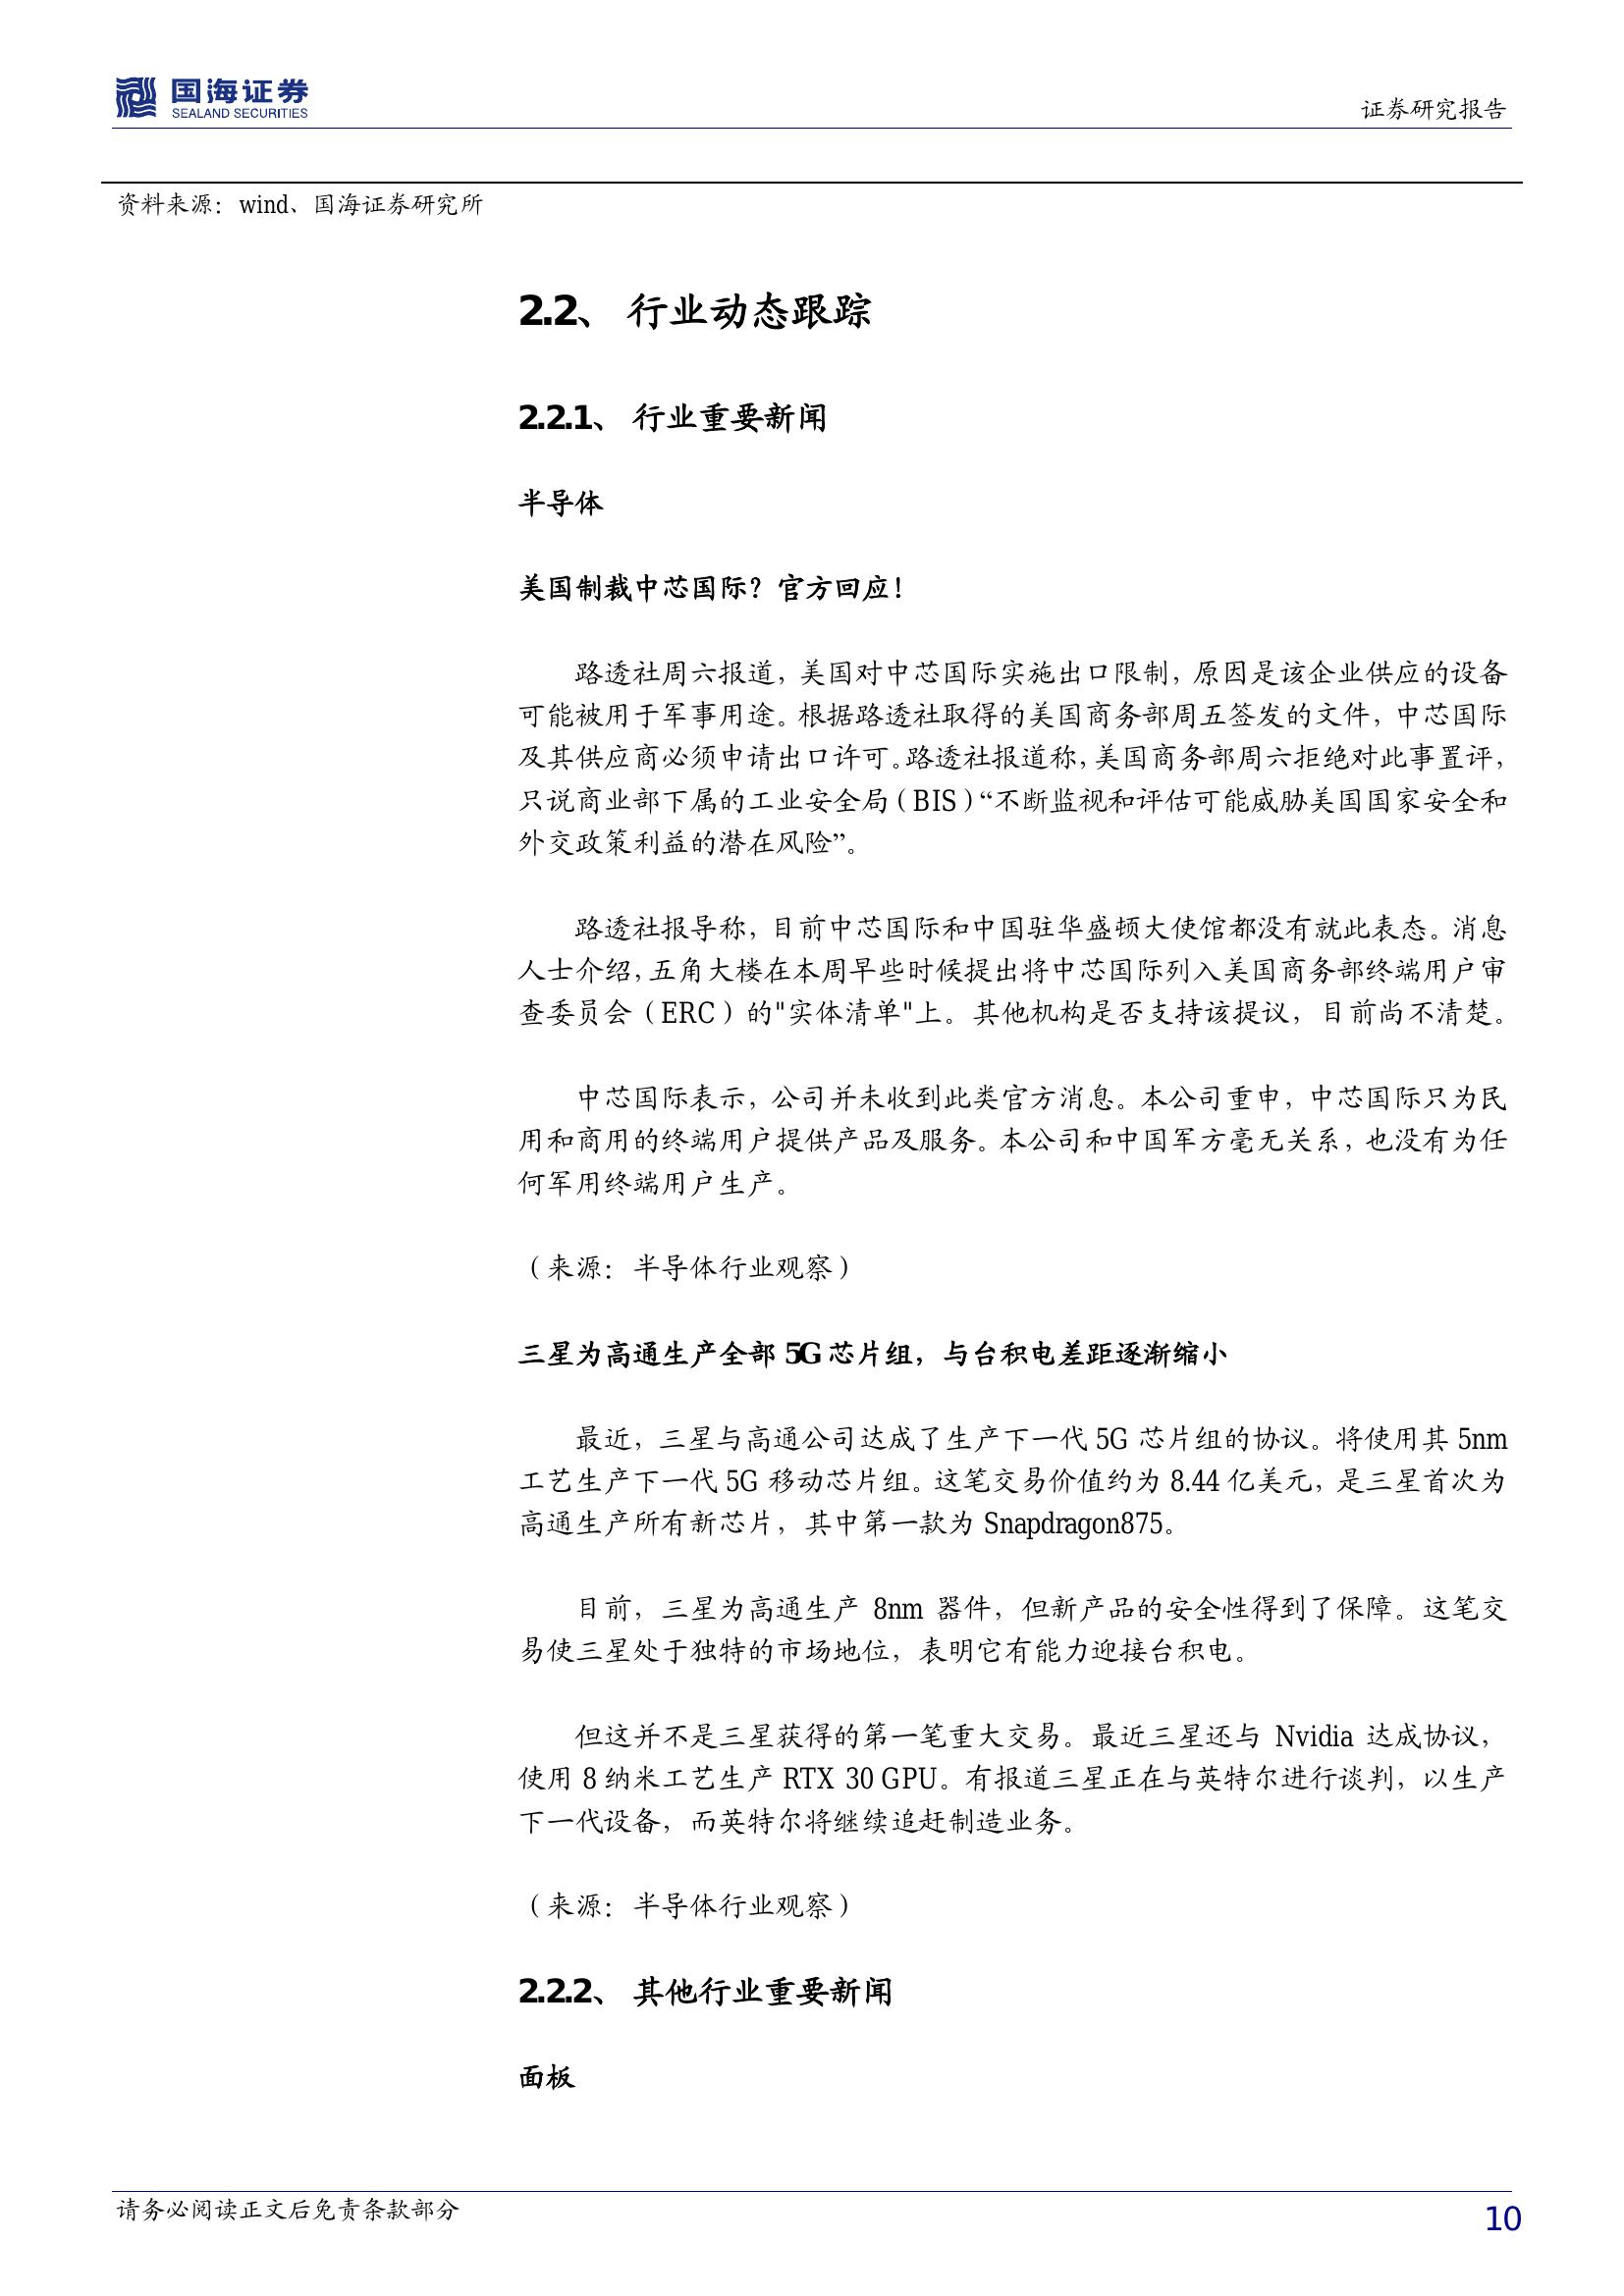 国海证券
SEALAND SECURITIES
证券研究报告
资料来源：wind、国海证券研究所
2.2、 行业动态跟踪
2.2.1、 行业重要新闻
半导体
美国制裁中芯国际？官方回应！
路透社周六报道，美国对中芯国际实施出口限制，原因是该企业供应的设备
可能被用于军事用途。根据路透社取得的美国商务部周五签发的文件，中芯国际
及其供应商必须申请出口许可。路透社报道称，美国商务部周六拒绝对此事置评，
只说商业部下属的工业安全局（BIS）“不断监视和评估可能威胁美国国家安全和
外交政策利益的潜在风险”。
路透社报导称，目前中芯国际和中国驻华盛顿大使馆都没有就此表态。消息
人士介绍，五角大楼在本周早些时候提出将中芯国际列入美国商务部终端用户审
查委员会（ERC）的"实体清单"上。其他机构是否支持该提议，目前尚不清楚。
中芯国际表示，公司并未收到此类官方消息。本公司重申，中芯国际只为民
用和商用的终端用户提供产品及服务。本公司和中国军方毫无关系，也没有为任
何军用终端用户生产。
（来源：半导体行业观察）
三星为高通生产全部 5G 芯片组，与台积电差距逐渐缩小
最近，三星与高通公司达成了生产下一代 5G 芯片组的协议。将使用其 5nm
工艺生产下一代 5G 移动芯片组。这笔交易价值约为 8.44 亿美元，是三星首次为
高通生产所有新芯片，其中第一款为 Snapdragon875。
目前，三星为高通生产 8nm 器件，但新产品的安全性得到了保障。这笔交
易使三星处于独特的市场地位，表明它有能力迎接台积电。
但这并不是三星获得的第一笔重大交易。最近三星还与 Nvidia 达成协议，
使用 8 纳米工艺生产 RTX 30 GPU。有报道三星正在与英特尔进行谈判，以生产
下一代设备，而英特尔将继续追赶制造业务。
（来源：半导体行业观察）
2.2.2、 其他行业重要新闻
面板
请务必阅读正文后免责条款部分
10